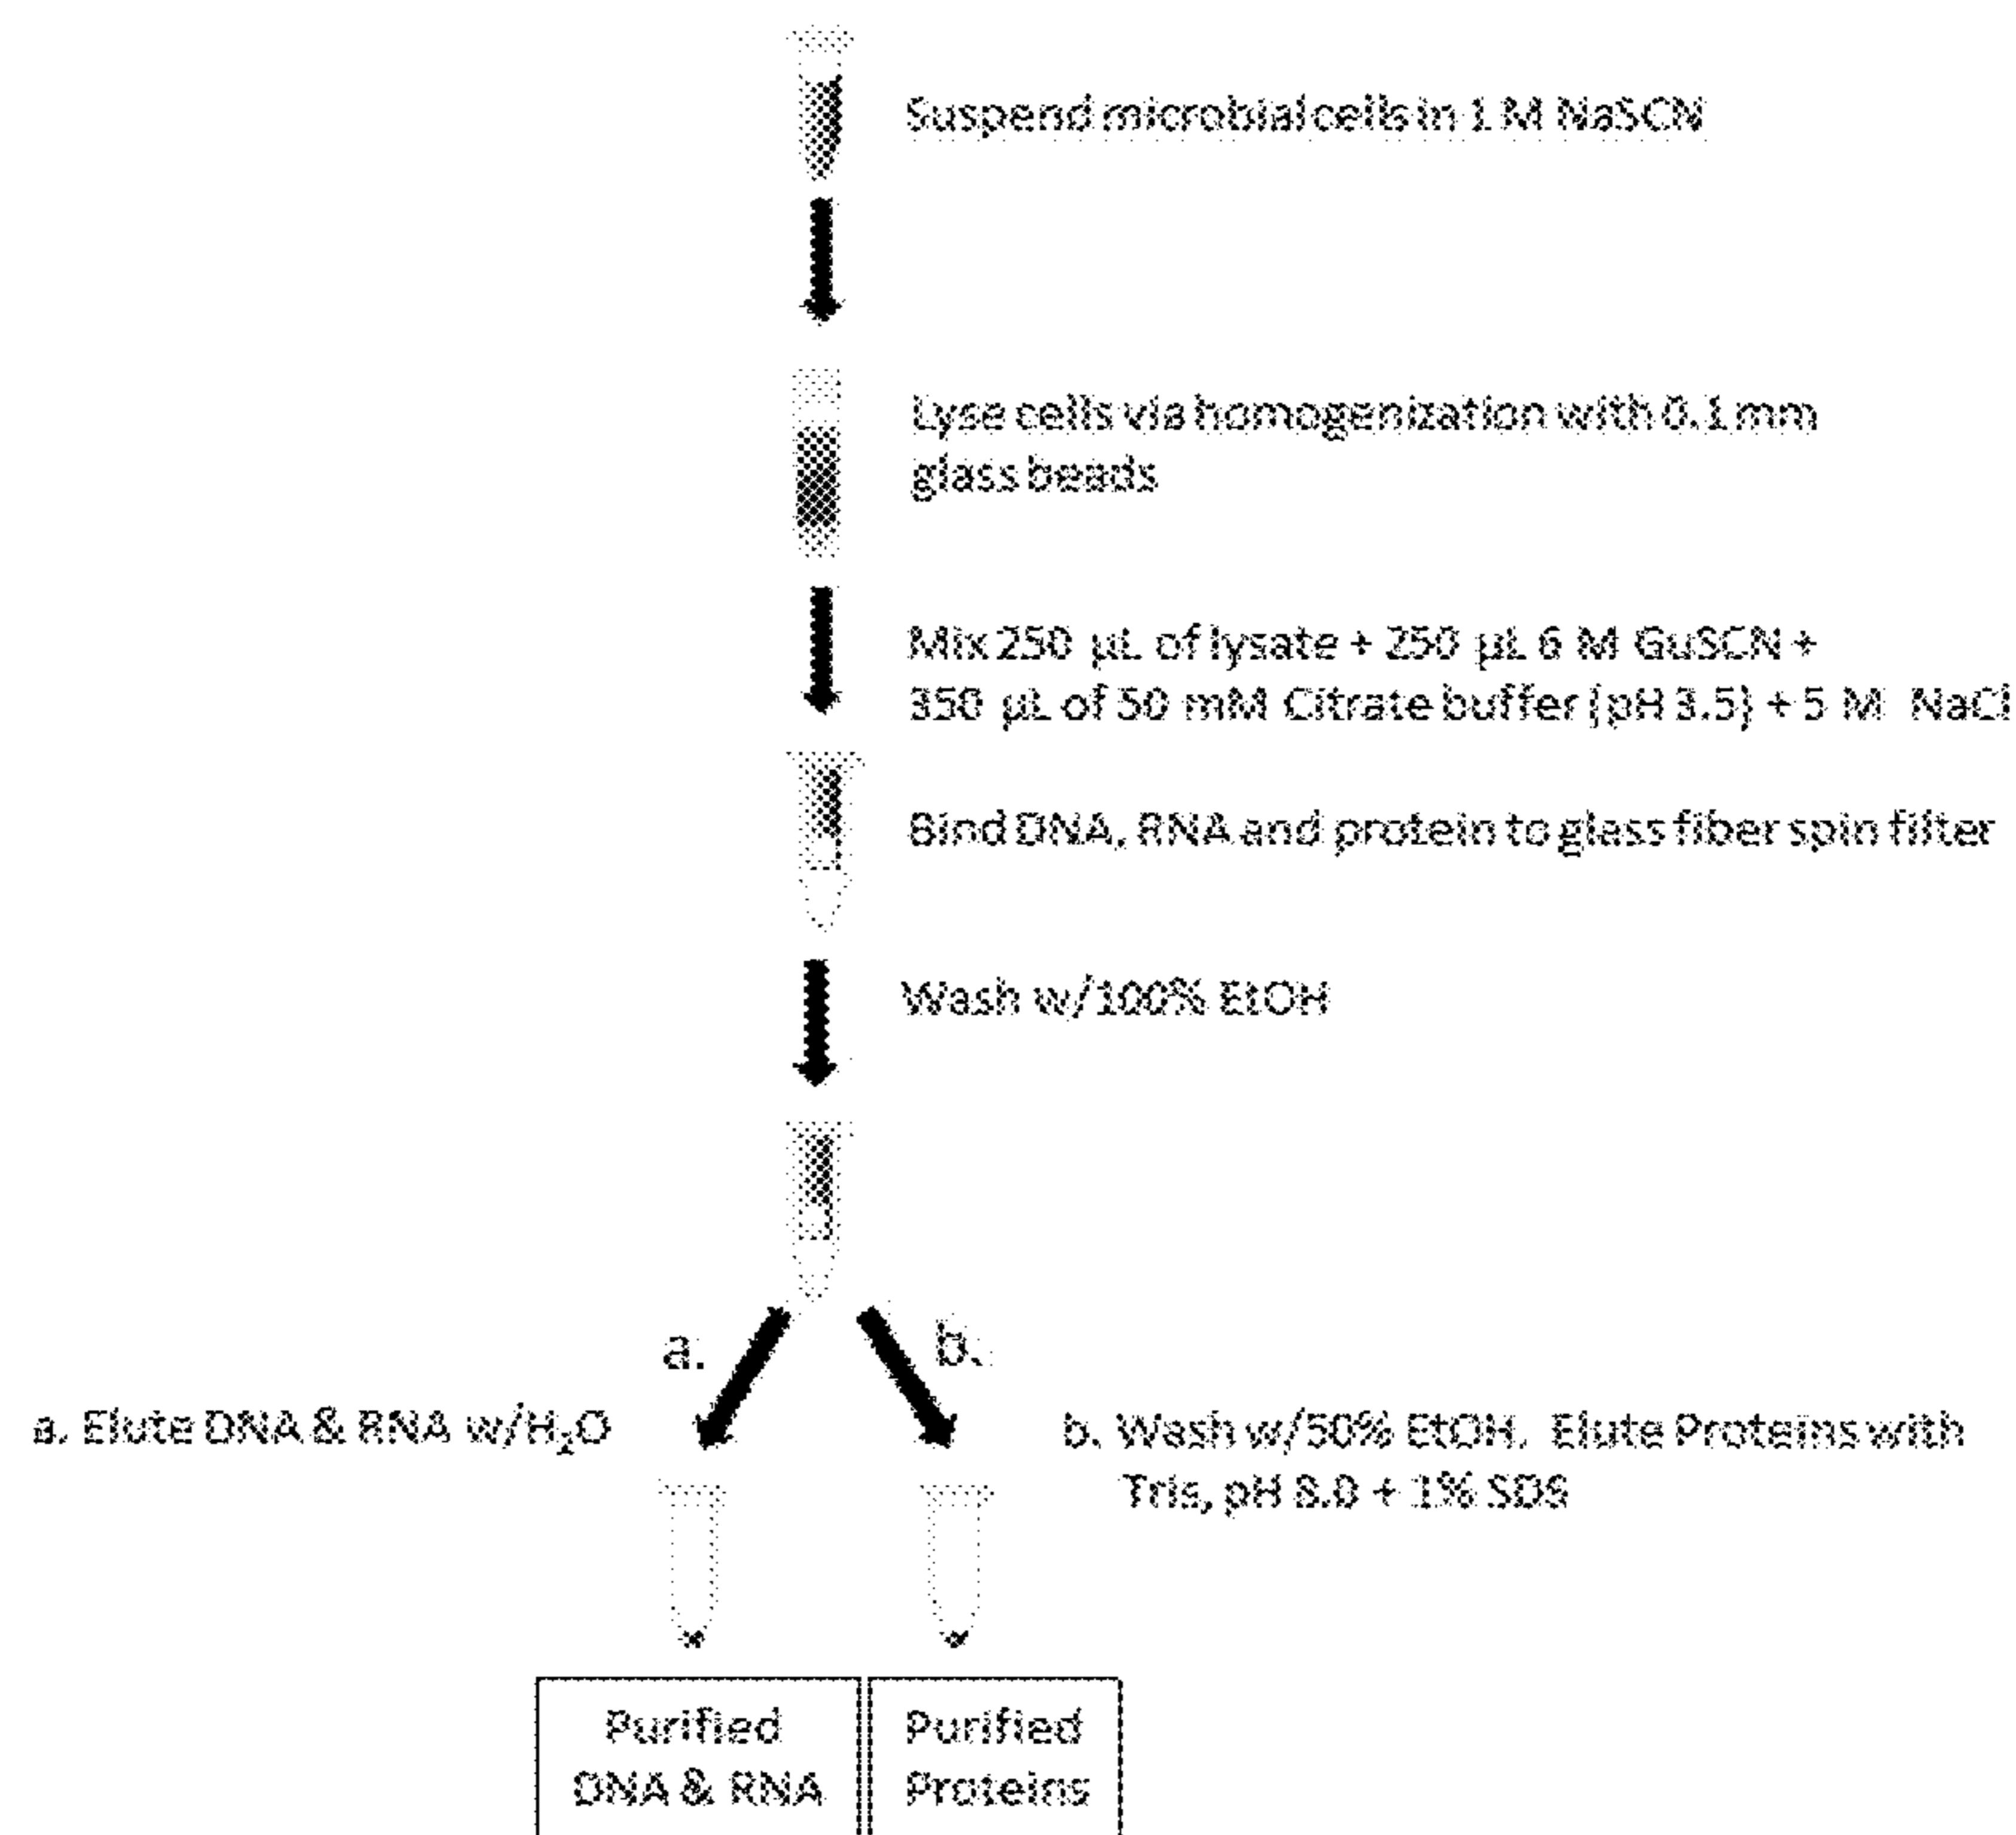 Suspend microbial cells in 1 M NaSCN
Lyse cells via homogenization with 0.1 mm
glass beads
Mix 250 µL of lysate + 250 µL 6 M GuSCN +
350 µL of 50 mM Citrate buffer (pH 3.5) + 5 M NaCl
Bind DNA, RNA and protein to glass fiber spin filter
Wash w/100% EtOH
a.
b.
a. Elute DNA & RNA w/H₂O
b. Wash w/50% EtOH. Elute Proteins with
Tris, pH 8.0 + 1% SDS
Purified
DNA & RNA
Purified
Proteins